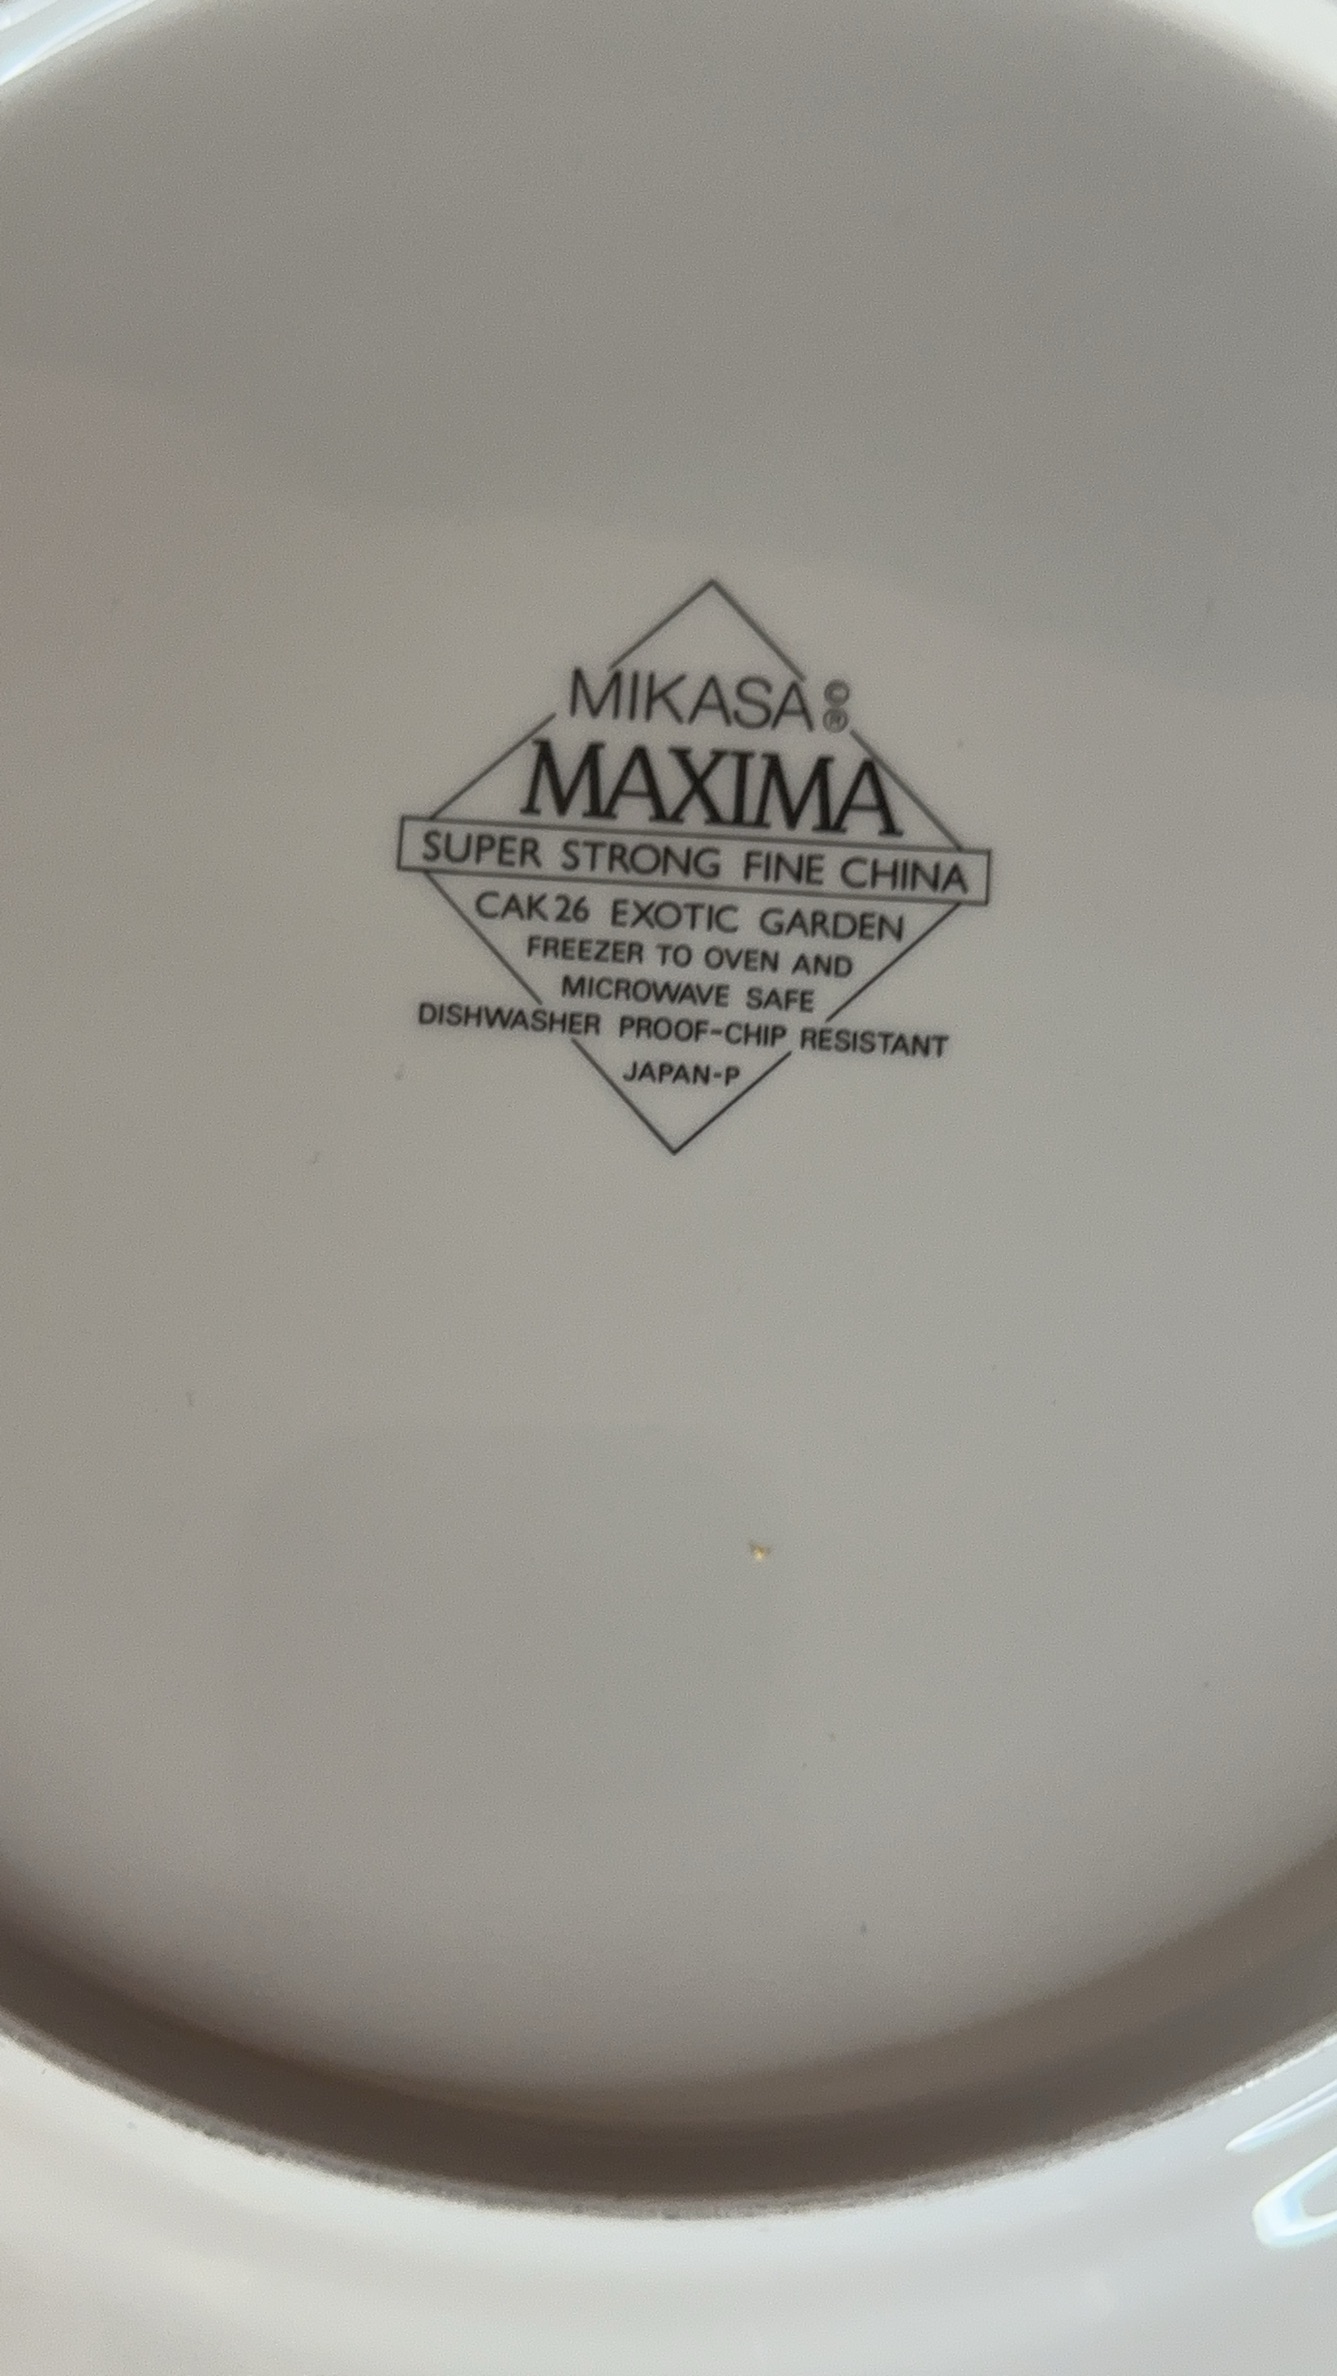 MIKASA ©®
MAXIMA
SUPER STRONG FINE CHINA
CAK26 EXOTIC GARDEN
FREEZER TO OVEN AND
MICROWAVE SAFE
DISHWASHER PROOF-CHIP RESISTANT
JAPAN-P